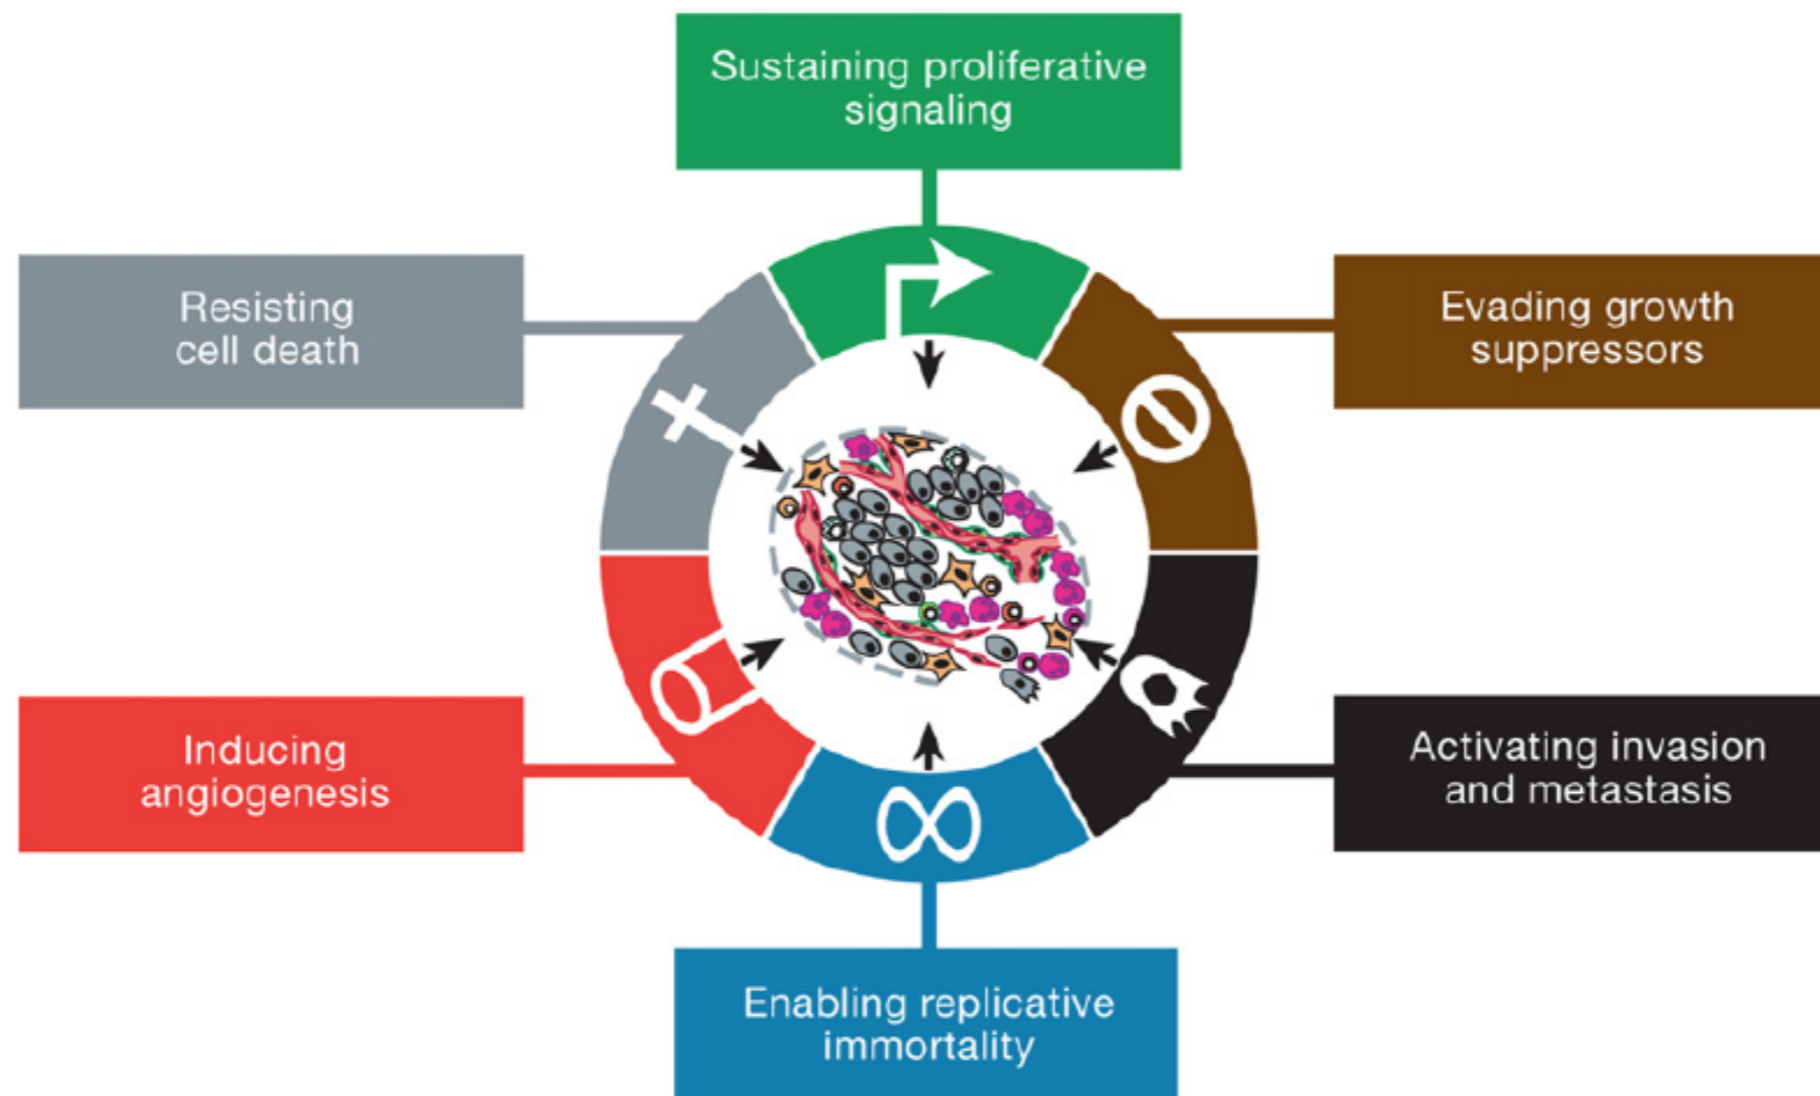 Sustaining proliferative
signaling
Resisting
cell death
Evading growth
suppressors
Inducing
angiogenesis
Activating invasion
and metastasis
Enabling replicative
immortality